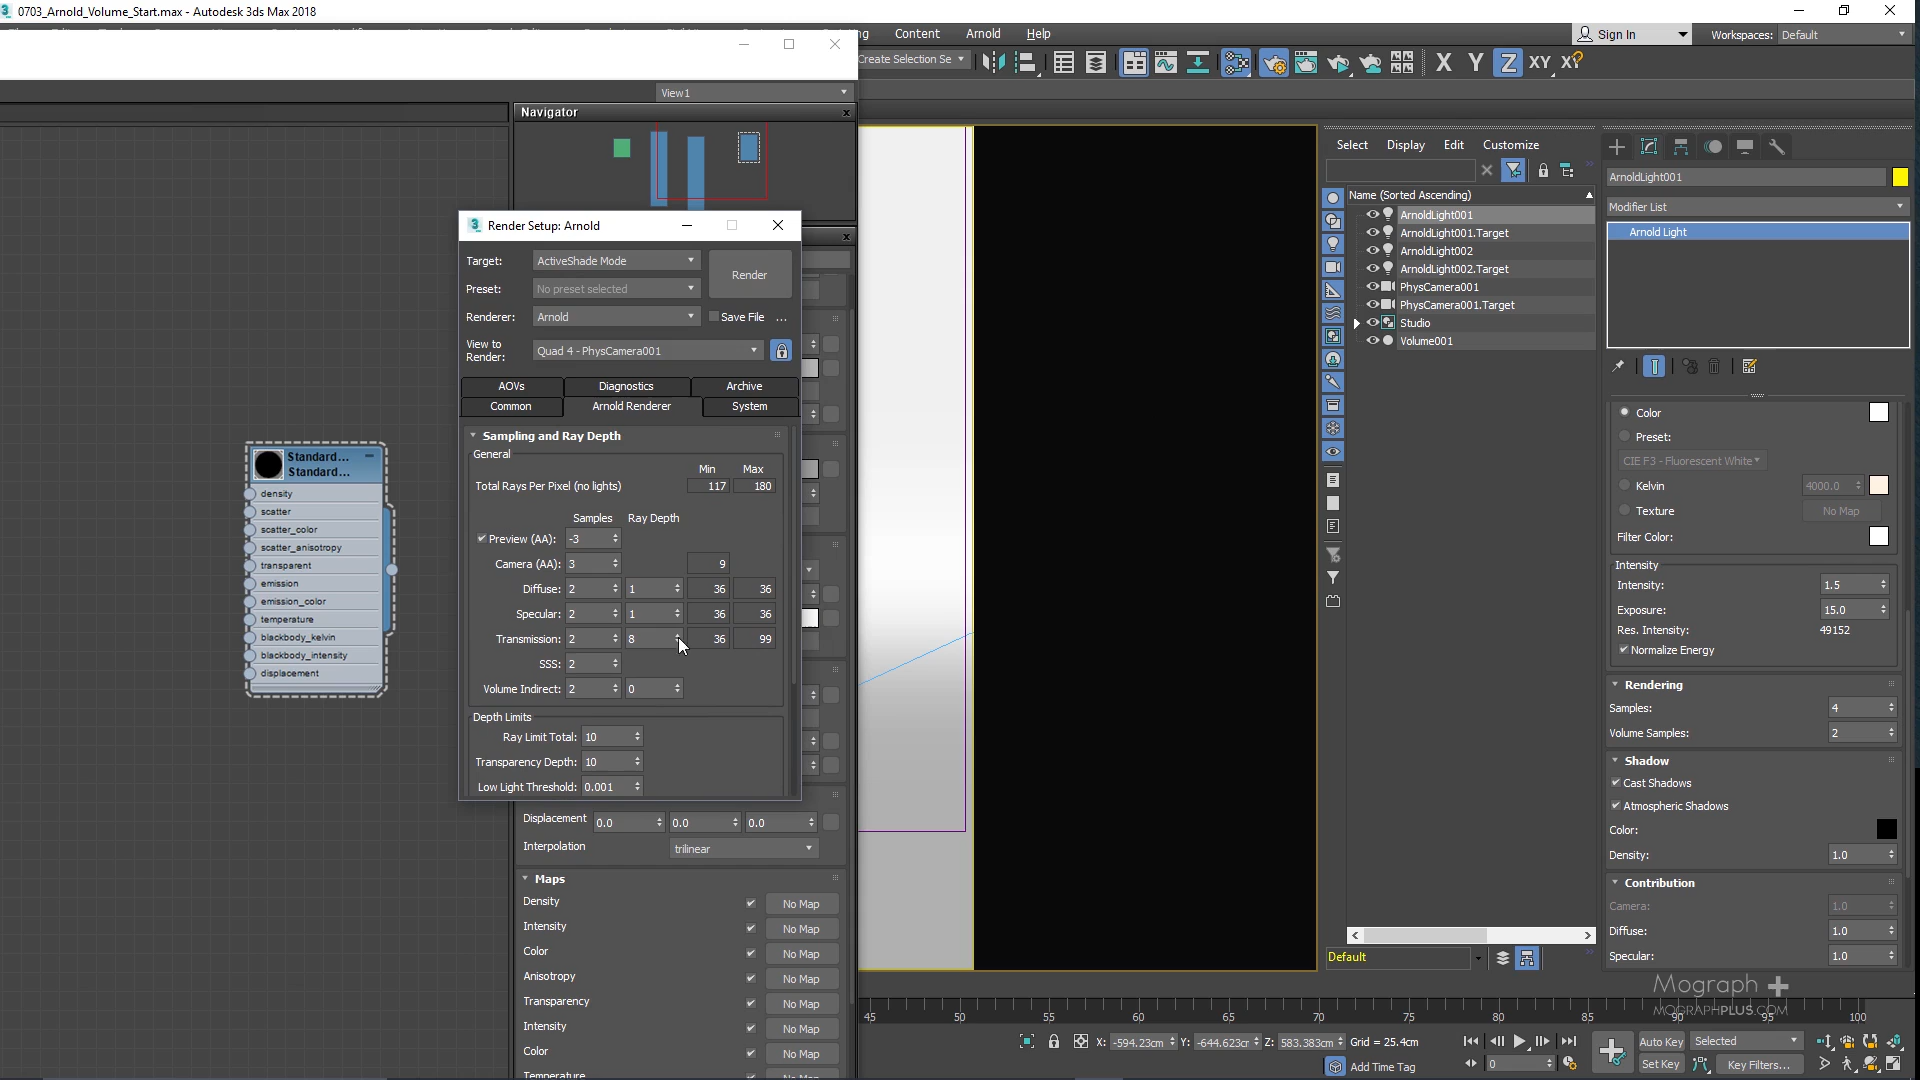 0703_Arnold_Volume_Start.max - Autodesk 3ds Max 2018
Content
Arnold
Help
Sign In
Workspaces: Default
Create Selection Se
X
Y
Z
XY
View1
Navigator
Render Setup: Arnold
Target: ActiveShade Mode
Render
Preset: No preset selected
Renderer: Arnold
Save File ...
View to Render: Quad 4 - PhysCamera001
AOVs
Diagnostics
Archive
Common
Arnold Renderer
System
Sampling and Ray Depth
General
Min Max
Total Rays Per Pixel (no lights) 117 180
Samples Ray Depth
Preview (AA): -3
Camera (AA): 3 9
Diffuse: 2 1 36 36
Specular: 2 1 36 36
Transmission: 2 8 36 99
SSS: 2
Volume Indirect: 2 0
Depth Limits
Ray Limit Total: 10
Transparency Depth: 10
Low Light Threshold: 0.001
Standard...
Standard...
density
scatter
scatter_color
scatter_anisotropy
transparent
emission
emission_color
temperature
blackbody_kelvin
blackbody_intensity
displacement
Displacement 0.0 0.0 0.0
Interpolation trilinear
Maps
Density No Map
Intensity No Map
Color No Map
Anisotropy No Map
Transparency No Map
Intensity No Map
Color No Map
Select Display Edit Customize
Name (Sorted Ascending)
ArnoldLight001
ArnoldLight001.Target
ArnoldLight002
ArnoldLight002.Target
PhysCamera001
PhysCamera001.Target
Studio
Volume001
Default
ArnoldLight001
Modifier List
Arnold Light
Color
Preset:
CIE F3 - Fluorescent White
Kelvin 4000.0
Texture No Map
Filter Color:
Intensity
Intensity: 1.5
Exposure: 15.0
Res. Intensity: 49152
Normalize Energy
Rendering
Samples: 4
Volume Samples: 2
Shadow
Cast Shadows
Atmospheric Shadows
Color:
Density: 1.0
Contribution
Camera: 1.0
Diffuse: 1.0
Specular: 1.0
Mograph
MOGRAPHPLUS.COM
45 50 55 60 65 70 75 80 85 90 95 100
X: -594.23cm Y: -644.623cr Z: 583.383cm Grid = 25.4cm
Add Time Tag
0
Auto Key Selected
Set Key Key Filters...